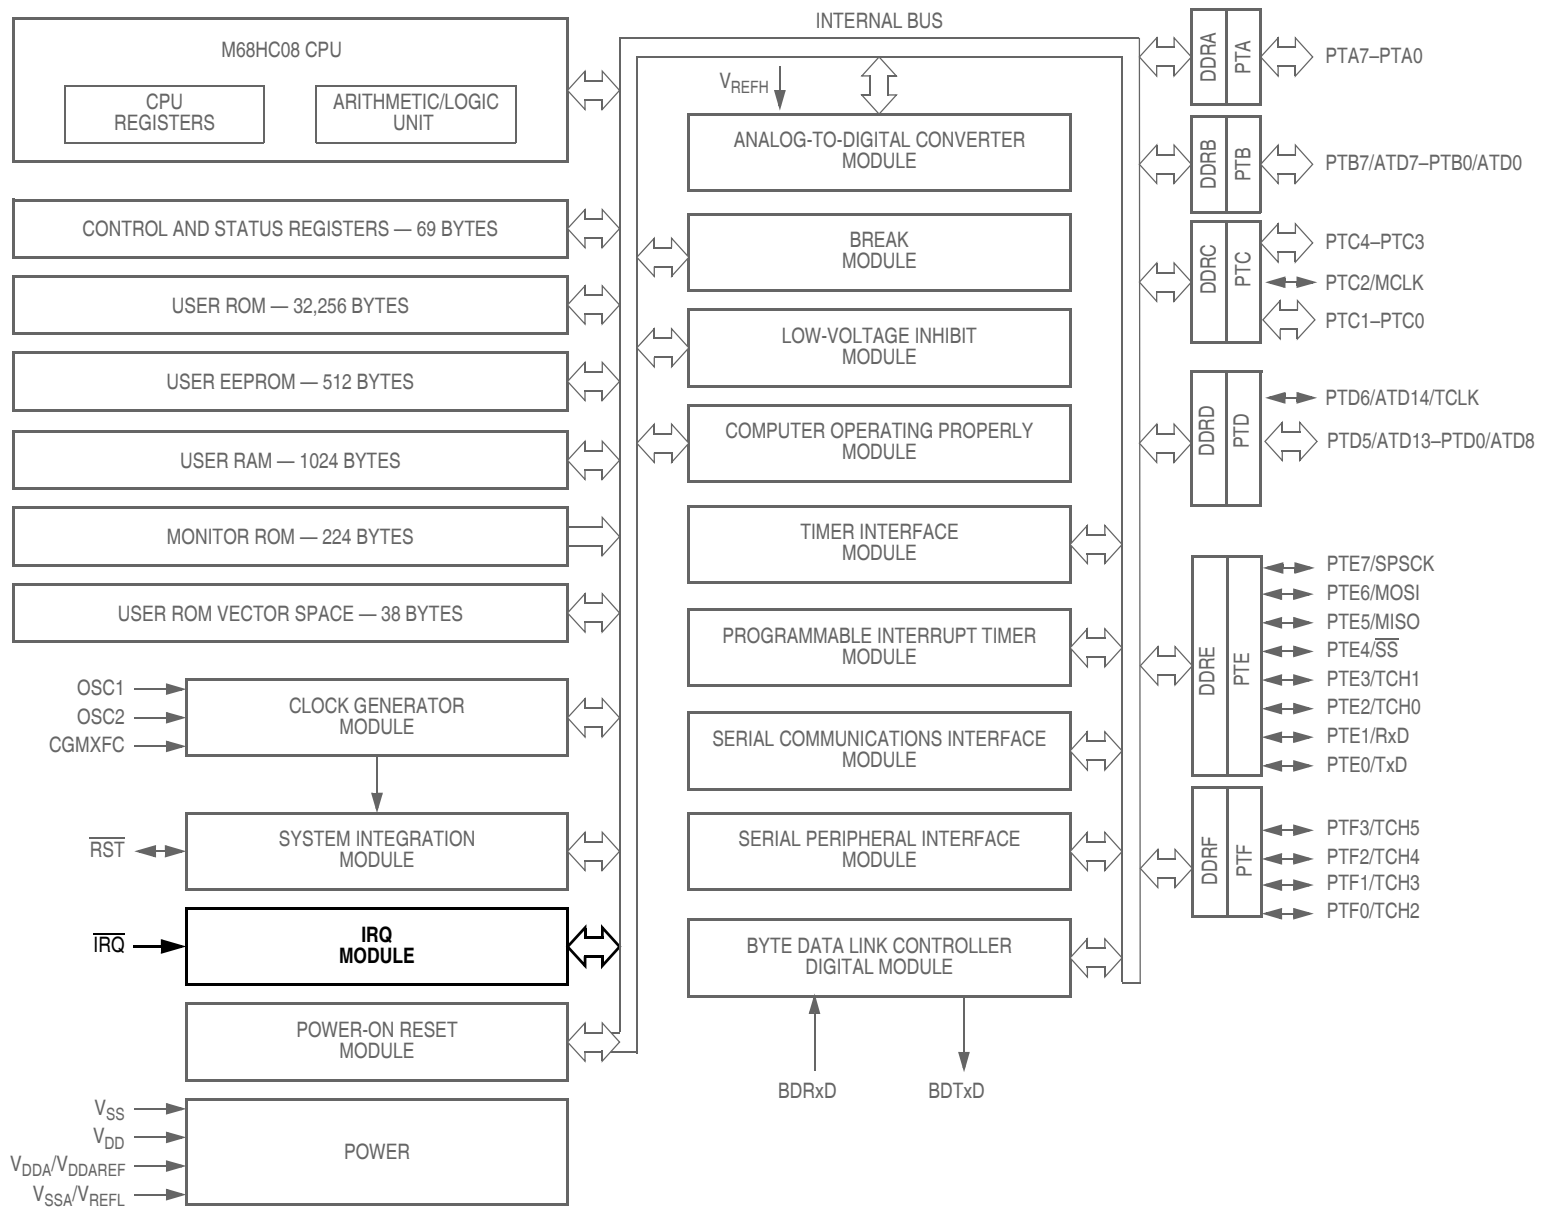 INTERNAL BUS
M68HC08 CPU
CPU
REGISTERS
ARITHMETIC/LOGIC
UNIT
CONTROL AND STATUS REGISTERS — 69 BYTES
USER ROM — 32,256 BYTES
USER EEPROM — 512 BYTES
USER RAM — 1024 BYTES
MONITOR ROM — 224 BYTES
USER ROM VECTOR SPACE — 38 BYTES
OSC1
OSC2
CGMXFC
CLOCK GENERATOR
MODULE
RST
SYSTEM INTEGRATION
MODULE
IRQ
IRQ
MODULE
POWER-ON RESET
MODULE
VSS
VDD
VDDA/VDDAREF
VSSA/VREFL
POWER
VREFH
ANALOG-TO-DIGITAL CONVERTER
MODULE
BREAK
MODULE
LOW-VOLTAGE INHIBIT
MODULE
COMPUTER OPERATING PROPERLY
MODULE
TIMER INTERFACE
MODULE
PROGRAMMABLE INTERRUPT TIMER
MODULE
SERIAL COMMUNICATIONS INTERFACE
MODULE
SERIAL PERIPHERAL INTERFACE
MODULE
BYTE DATA LINK CONTROLLER
DIGITAL MODULE
BDRxD
BDTxD
DDRA
PTA
PTA7–PTA0
DDRB
PTB
PTB7/ATD7–PTB0/ATD0
DDRC
PTC
PTC4–PTC3
PTC2/MCLK
PTC1–PTC0
DDRD
PTD
PTD6/ATD14/TCLK
PTD5/ATD13–PTD0/ATD8
DDRE
PTE
PTE7/SPSCK
PTE6/MOSI
PTE5/MISO
PTE4/SS
PTE3/TCH1
PTE2/TCH0
PTE1/RxD
PTE0/TxD
DDRF
PTF
PTF3/TCH5
PTF2/TCH4
PTF1/TCH3
PTF0/TCH2